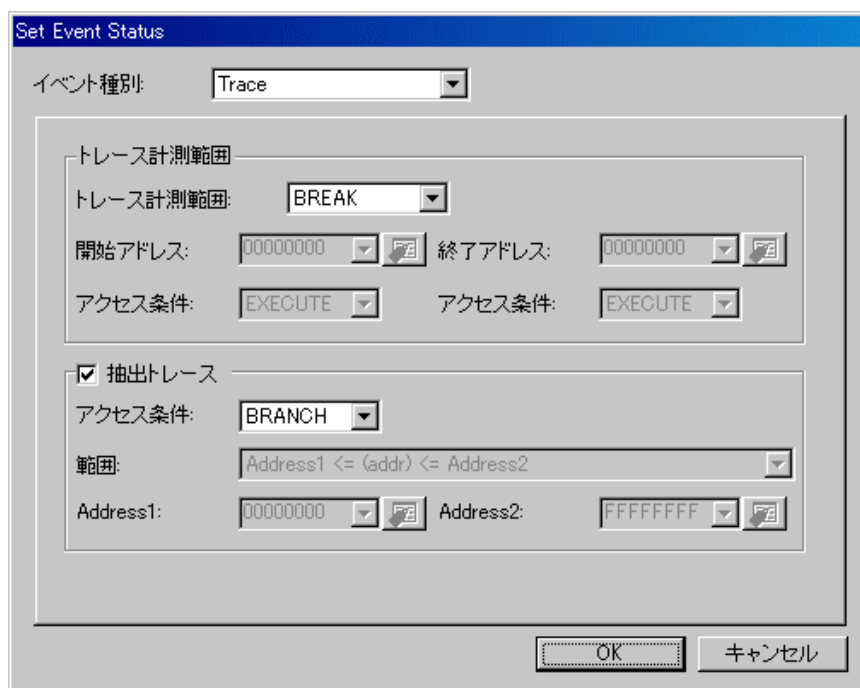 Set Event Status
イベント種別: Trace
トレース計測範囲
トレース計測範囲: BREAK
開始アドレス: 00000000 終了アドレス: 00000000
アクセス条件: EXECUTE アクセス条件: EXECUTE
抽出トレース
アクセス条件: BRANCH
範囲: Address1 <= (addr) <= Address2
Address1: 00000000 Address2: FFFFFFFF
OK キャンセル